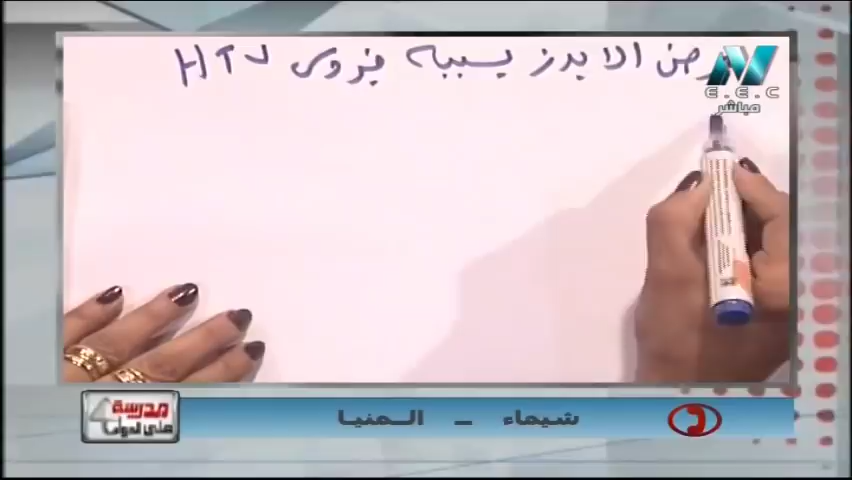 مرض الايدز يسببه فيروس HIV
E.E.C
مباشر
شيماء - المنيا
مدرسة
على الهواء